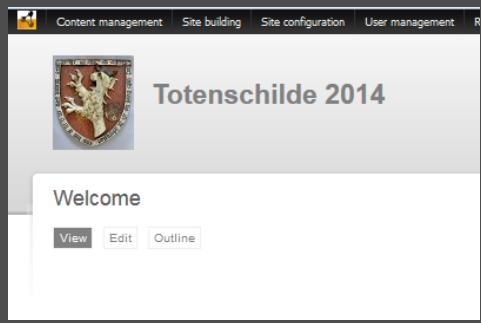 Content management Site building Site configuration User management R
Totenschilde 2014
Welcome
View Edit Outline